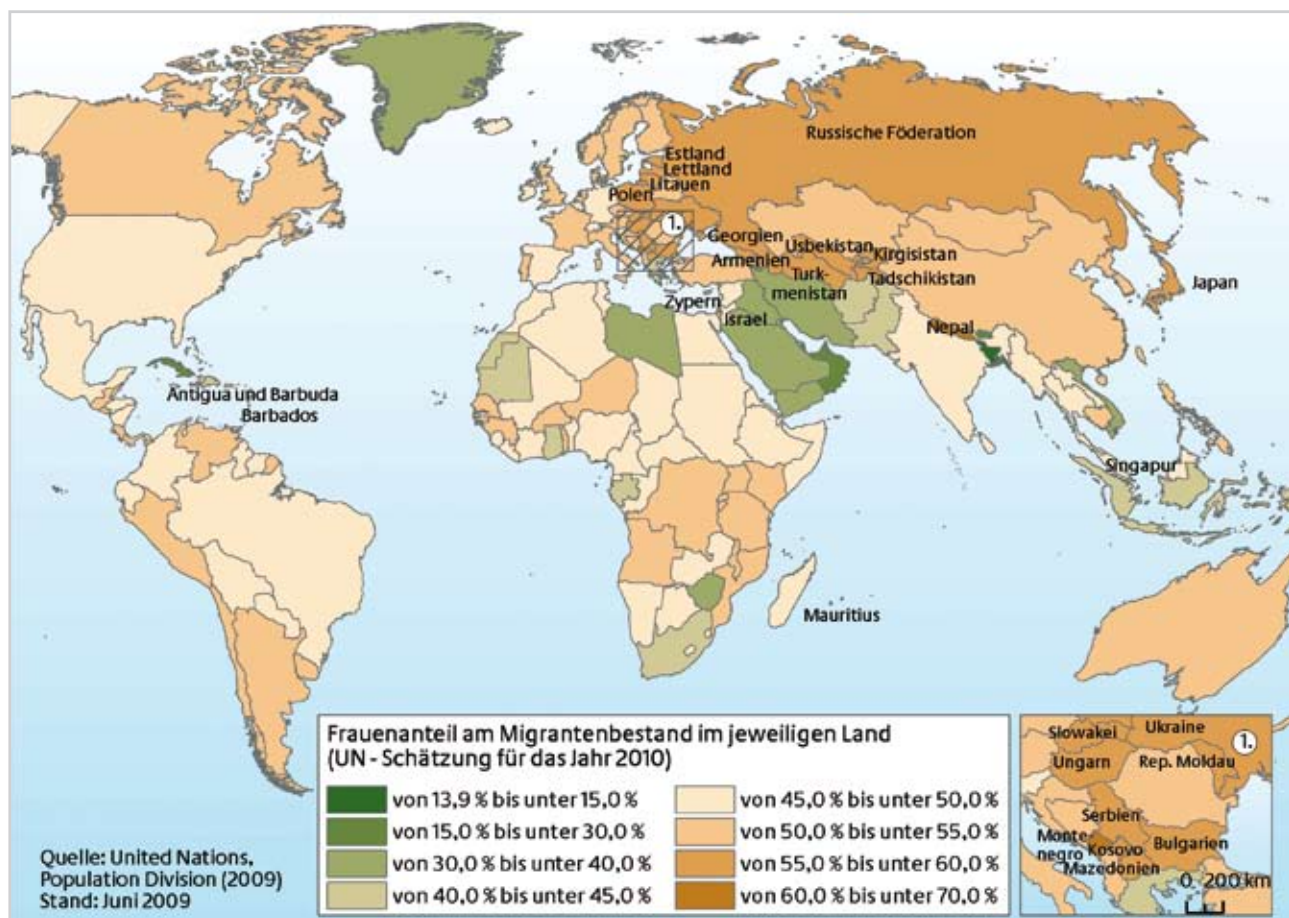 Russische Föderation
Estland
Lettland
Litauen
Polen
1.
Georgien
Usbekistan
Kirgisistan
Armenien
Turk-
menistan
Tadschikistan
Japan
Zypern
Israel
Nepal
Antigua und Barbuda
Barbados
Singapur
Mauritius
Frauenanteil am Migrantenbestand im jeweiligen Land
(UN - Schätzung für das Jahr 2010)
von 13,9 % bis unter 15,0 %
von 15,0 % bis unter 30,0 %
von 30,0 % bis unter 40,0 %
von 40,0 % bis unter 45,0 %
von 45,0 % bis unter 50,0 %
von 50,0 % bis unter 55,0 %
von 55,0 % bis unter 60,0 %
von 60,0 % bis unter 70,0 %
Quelle: United Nations,
Population Division (2009)
Stand: Juni 2009
Slowakei
Ukraine
1.
Ungarn
Rep. Moldau
Serbien
Monte-
negro
Kosovo
Bulgarien
Mazedonien
0 200 km